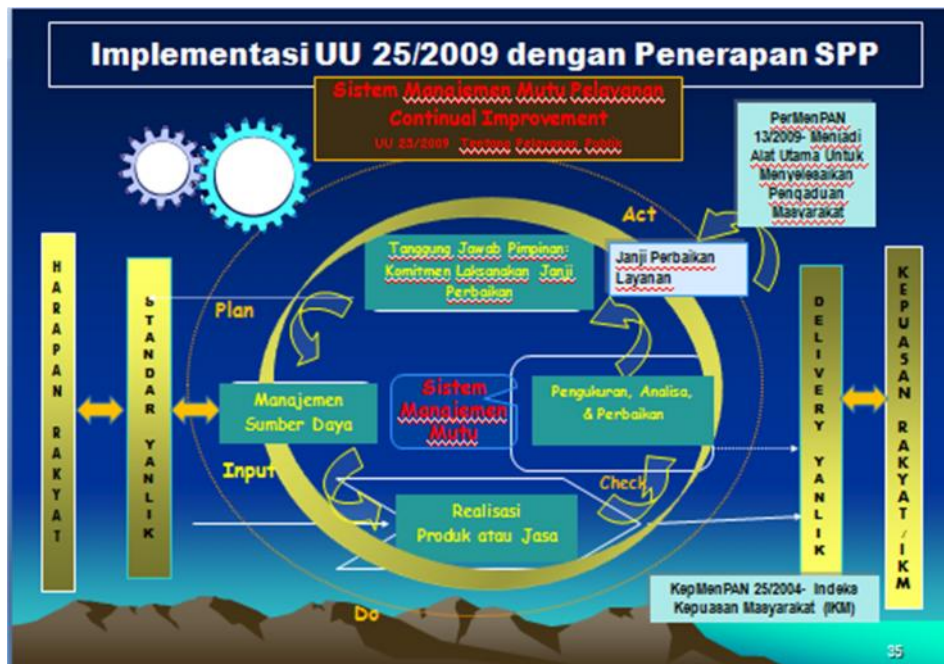 Implementasi UU 25/2009 dengan Penerapan SPP
Sistem Manajemen Mutu Pelayanan
Continual Improvement
UU 25/2009 Tentang Pelayanan Publik
PerMenPAN
13/2009- Menjadi
Alat Utama Untuk
Menyelesaikan
Pengaduan
Masyarakat
Act
Tanggung Jawab Pimpinan:
Komitmen Laksanakan Janji
Perbaikan
Janji Perbaikan
Layanan
Plan
HARAPAN RAKYAT
STANDAR YANLIK
Manajemen
Sumber Daya
Sistem
Manajemen
Mutu
Pengukuran, Analisa,
& Perbaikan
DELIVERY YANLIK
KEPUASAN RAKYAT/IKM
Input
Check
Realisasi
Produk atau Jasa
Do
KepMenPAN 25/2004- Indeks
Kepuasan Masyarakat (IKM)
35